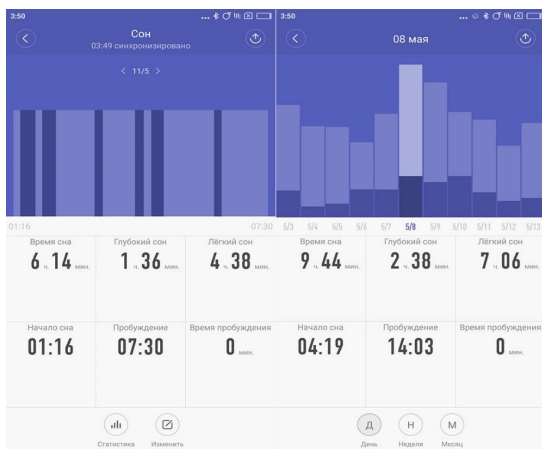 3:50
Сон
03:49 синхронизировано
< 11/5 >
01:16 07:30
Время сна Глубокий сон Лёгкий сон
6 ч. 14 мин. 1 ч. 36 мин. 4 ч. 38 мин.
Начало сна Пробуждение Время пробуждения
01:16 07:30 0 мин.
Статистика Изменить
3:50
08 мая
5/3 5/4 5/5 5/6 5/7 5/8 5/9 5/10 5/11 5/12 5/13
Время сна Глубокий сон Лёгкий сон
9 ч. 44 мин. 2 ч. 38 мин. 7 ч. 06 мин.
Начало сна Пробуждение Время пробуждения
04:19 14:03 0 мин.
Д Н М
День Неделя Месяц